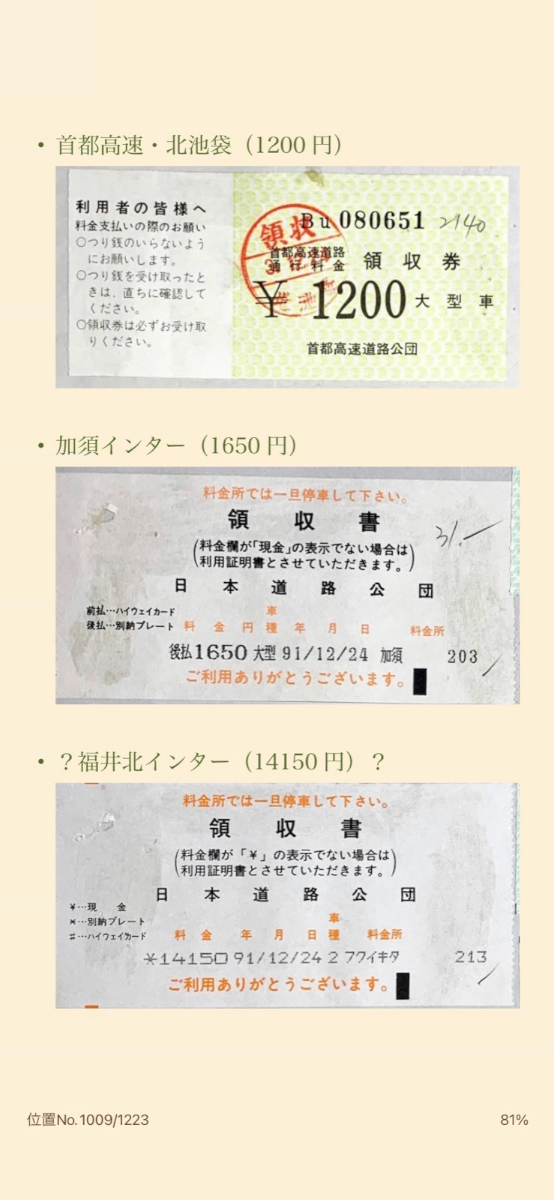 • 首都高速・北池袋（1200円）
利用者の皆様へ
料金支払いの際のお願い
○つり銭のいらないよう
にお願いします。
○つり銭を受け取ったと
きは、直ちに確認して
ください。
○領収券は必ずお受け取
りください。
領収
Bu 080651 2140
首都高速道路
通行料金 領収券
¥1200 大型車
首都高速道路公団
• 加須インター（1650円）
料金所では一旦停車して下さい。
領収書 31.-
（料金欄が「現金」の表示でない場合は
利用証明書とさせていただきます。）
日本道路公団
前払…ハイウェイカード
後払…別納プレート
料金円 車種 年月日 料金所
後払 1650 大型 91/12/24 加須 203
ご利用ありがとうございます。
• ？福井北インター（14150円）？
料金所では一旦停車して下さい。
領収書
（料金欄が「¥」の表示でない場合は
利用証明書とさせていただきます。）
日本道路公団
¥…現金
＊…別納プレート
#…ハイウェイカード
料金 年月日 車種 料金所
＊14150 91/12/24 2 フクイキタ 213
ご利用ありがとうございます。
位置No. 1009/1223 81%